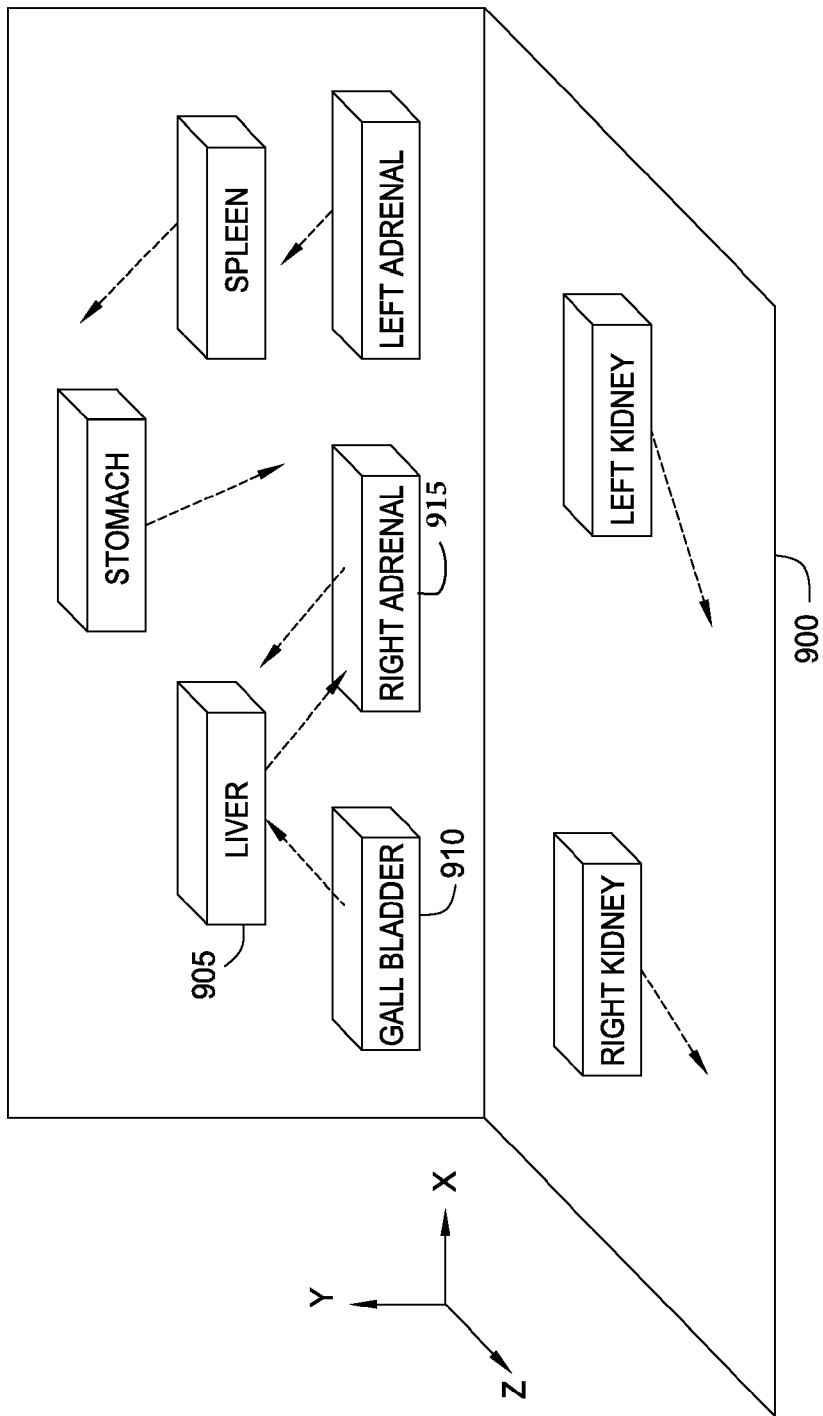 STOMACH
SPLEEN
LIVER
905
LEFT ADRENAL
RIGHT ADRENAL
915
GALL BLADDER
910
LEFT KIDNEY
RIGHT KIDNEY
900
Y
X
Z